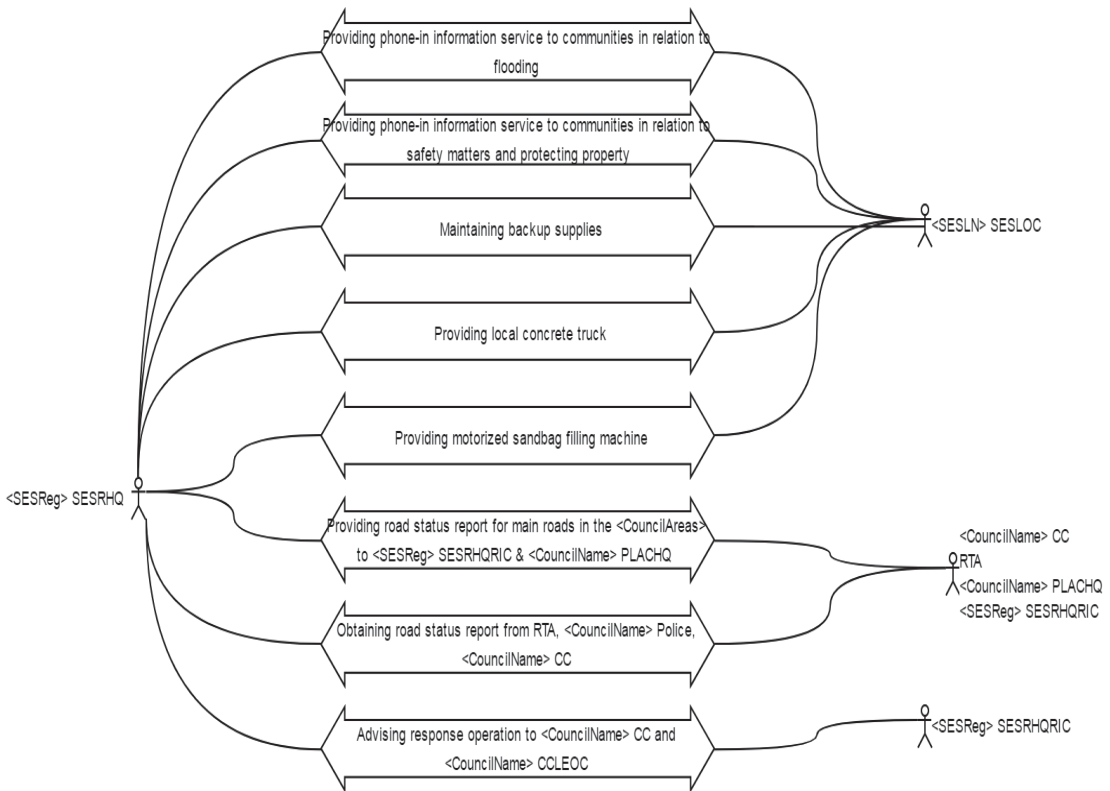 Providing phone-in information service to communities in relation to
flooding
Providing phone-in information service to communities in relation to
safety matters and protecting property
Maintaining backup supplies
<SESLN> SESLOC
Providing local concrete truck
Providing motorized sandbag filling machine
<SESReg> SESRHQ
Providing road status report for main roads in the <CouncilAreas>
to <SESReg> SESRHQRIC & <CouncilName> PLACHQ
<CouncilName> CC
RTA
<CouncilName> PLACHQ
<SESReg> SESRHQRIC
Obtaining road status report from RTA, <CouncilName> Police,
<CouncilName> CC
Advising response operation to <CouncilName> CC and
<CouncilName> CCLEOC
<SESReg> SESRHQRIC